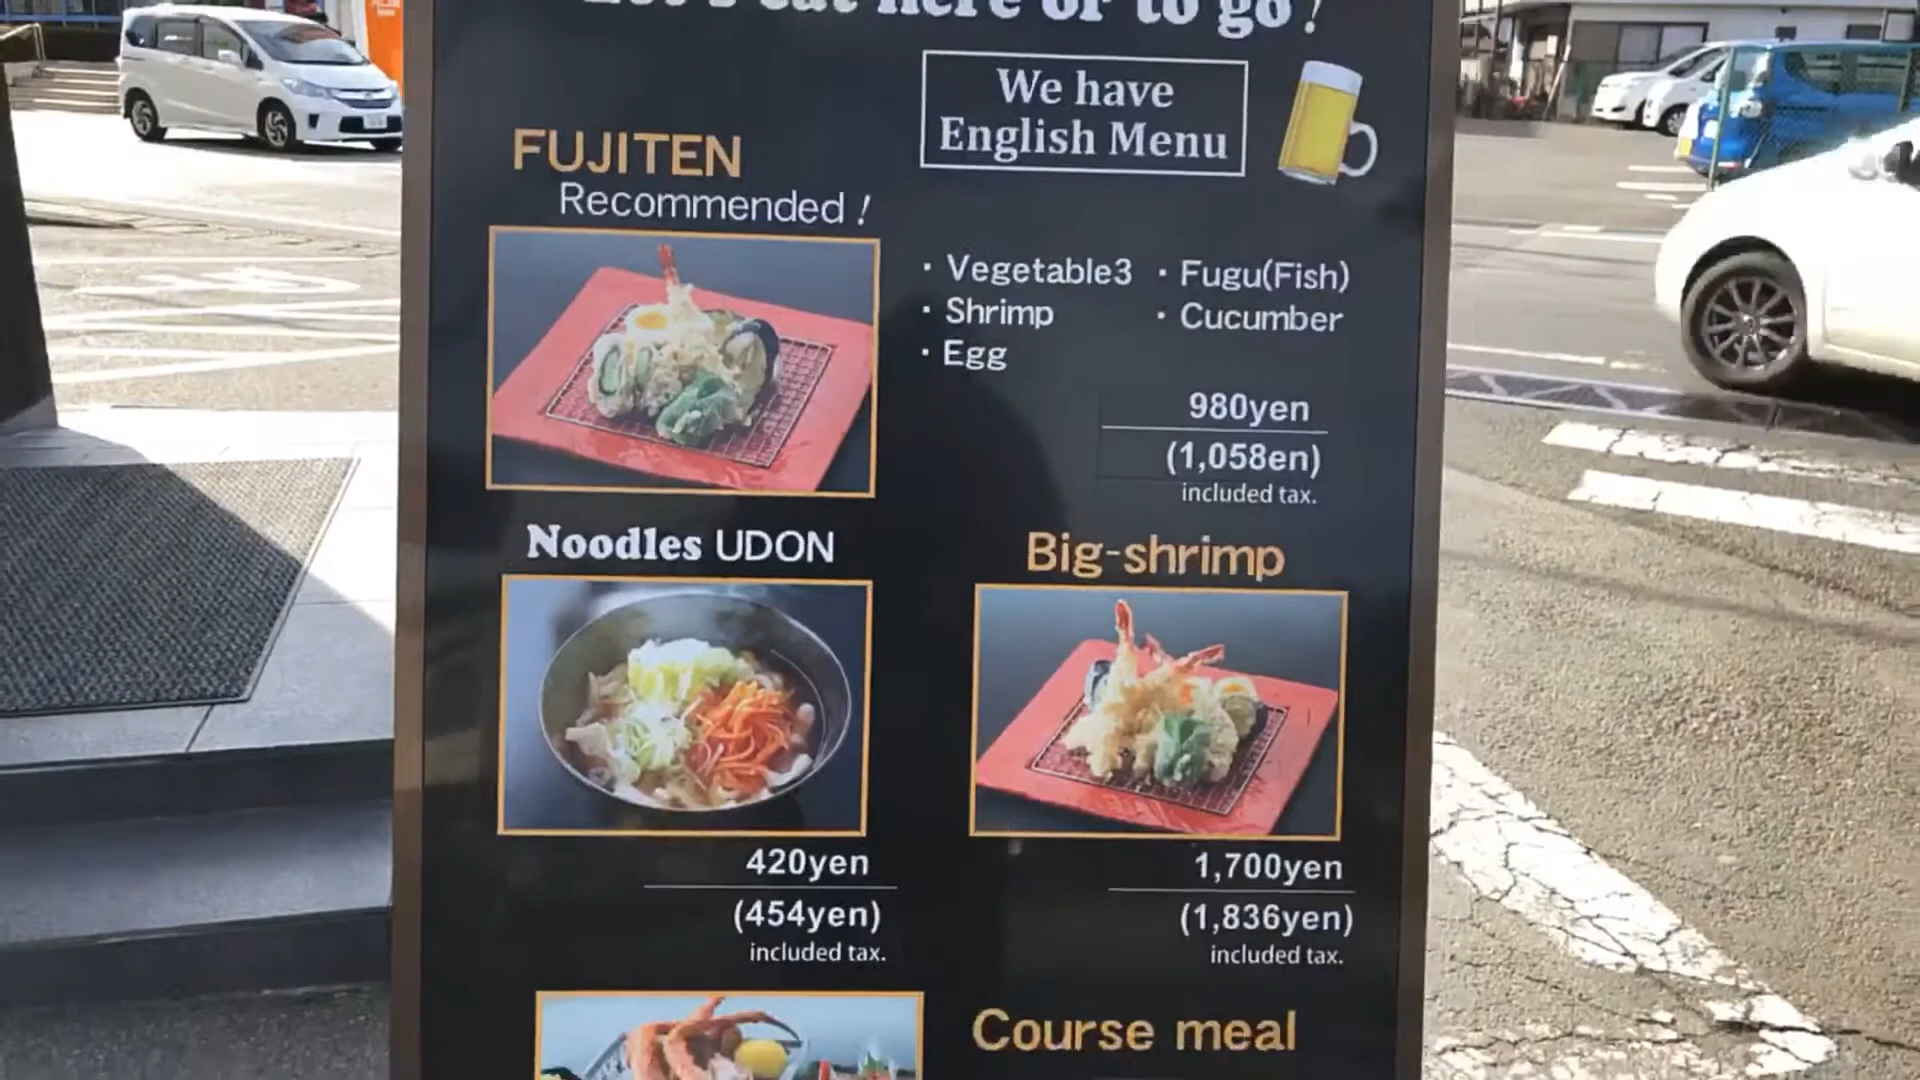 Let's eat here or to go!
We have
English Menu
FUJITEN
Recommended!
・Vegetable3
・Shrimp
・Egg
・Fugu(Fish)
・Cucumber
980yen
(1,058en)
included tax.
Noodles UDON
420yen
(454yen)
included tax.
Big-shrimp
1,700yen
(1,836yen)
included tax.
Course meal